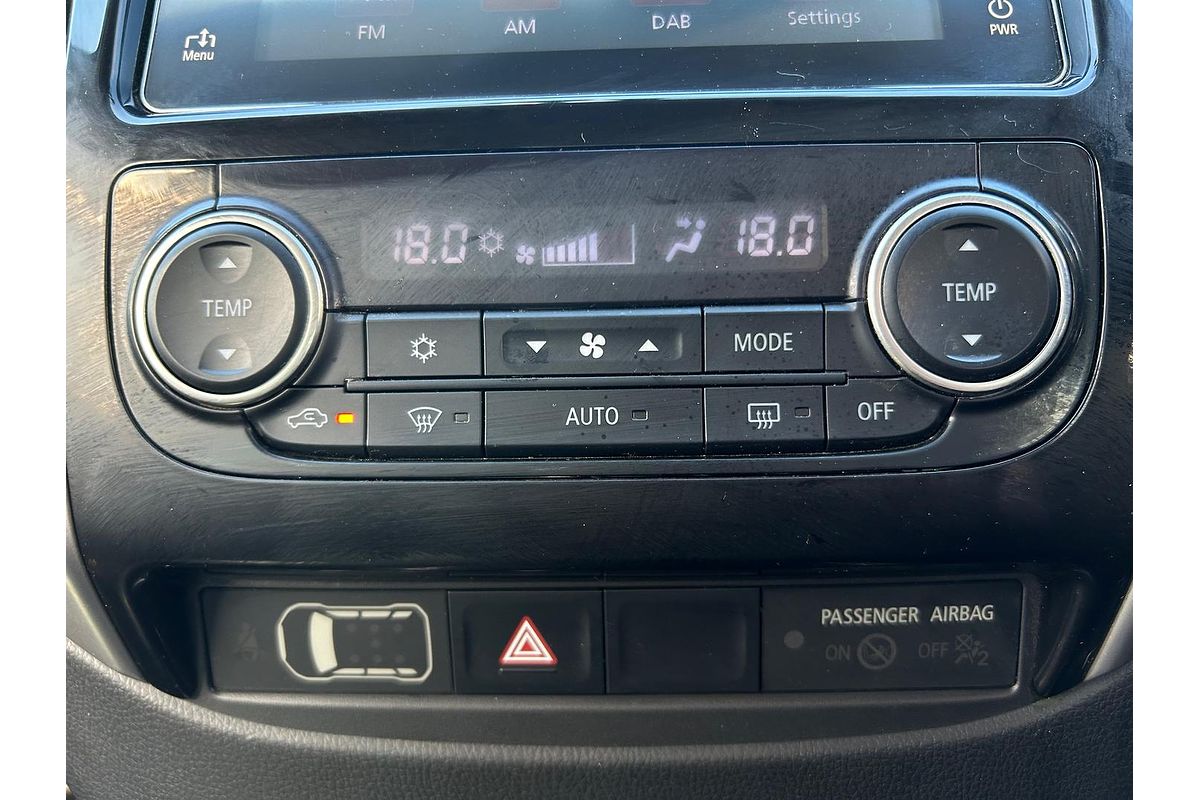 FM AM DAB Settings
Menu PWR
18.0 18.0
TEMP TEMP
MODE
AUTO OFF
PASSENGER AIRBAG
ON OFF 2